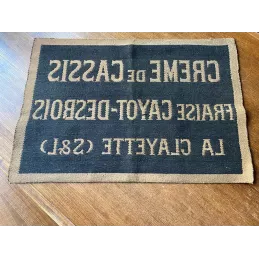 CREME DE CASSIS
FRAISE CAYOT-DESBOIS
LA CLAYETTE (S&L)